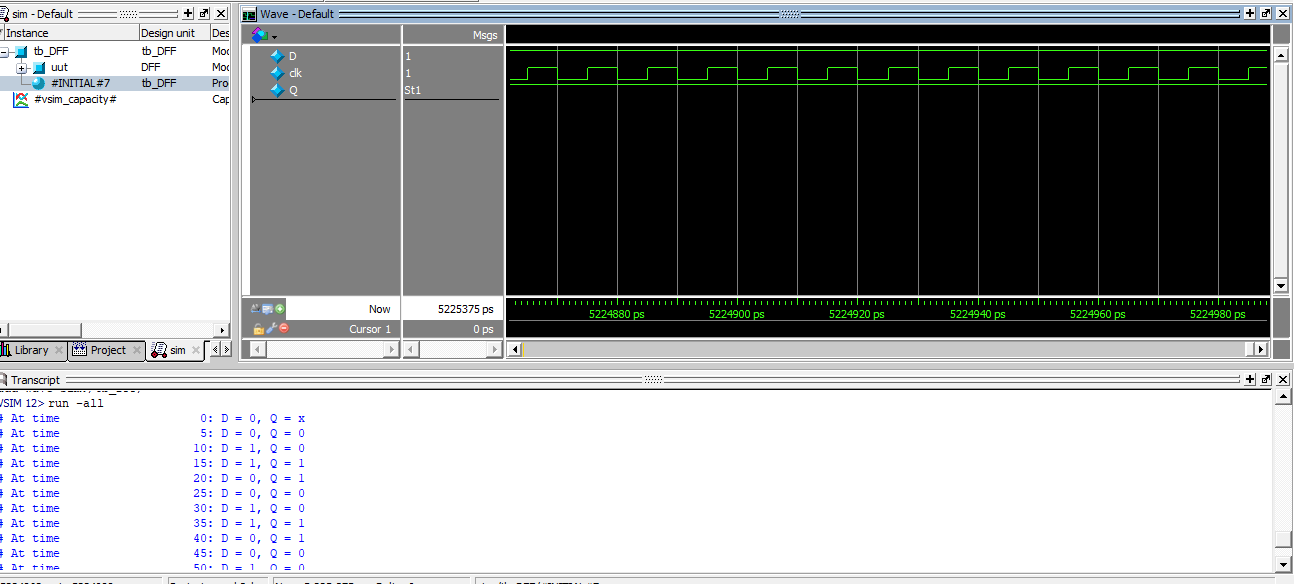 sim - Default
Instance Design unit Des
tb_DFF tb_DFF Mod
uut DFF Mod
#INITIAL#7 tb_DFF Pro
#vsim_capacity# Cap
Library Project sim
Wave - Default
Msgs
D 1
clk 1
Q St1
Now 5225375 ps
Cursor 1 0 ps
5224880 ps 5224900 ps 5224920 ps 5224940 ps 5224960 ps 5224980 ps
Transcript
VSIM 12> run -all
# At time 0: D = 0, Q = x
# At time 5: D = 0, Q = 0
# At time 10: D = 1, Q = 0
# At time 15: D = 1, Q = 1
# At time 20: D = 0, Q = 1
# At time 25: D = 0, Q = 0
# At time 30: D = 1, Q = 0
# At time 35: D = 1, Q = 1
# At time 40: D = 0, Q = 1
# At time 45: D = 0, Q = 0
# At time 50: D = 1, Q = 0